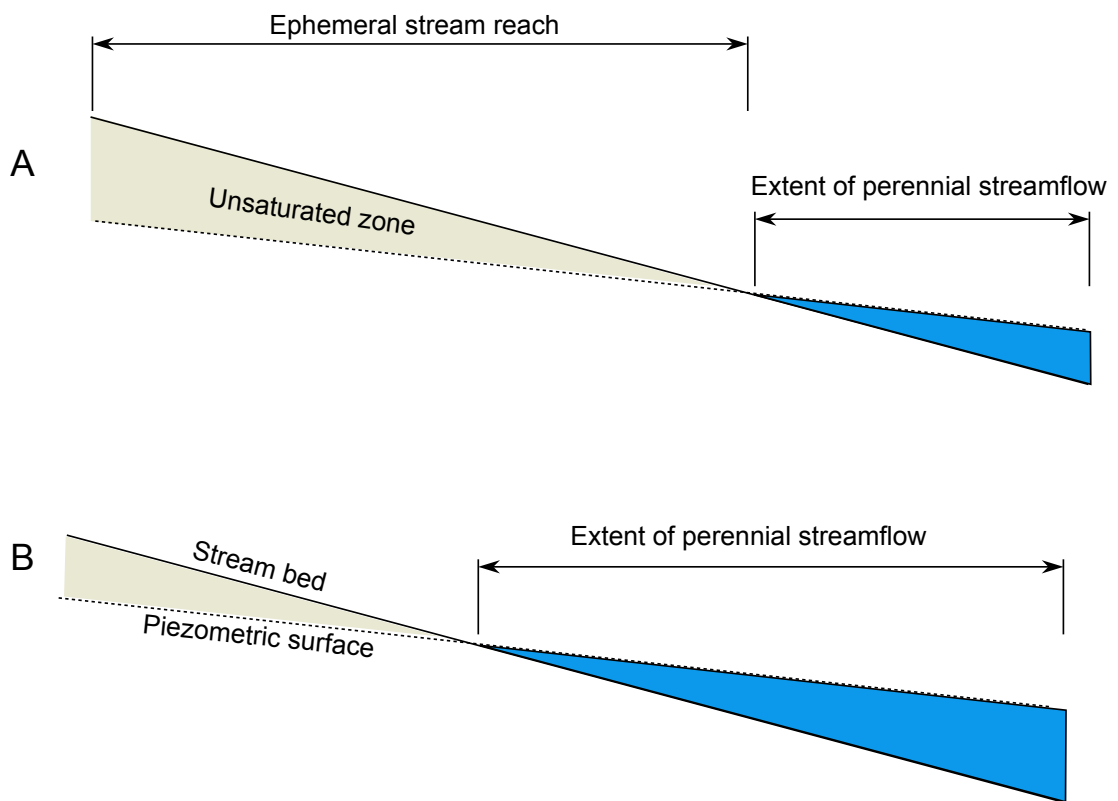 Ephemeral stream reach
A
Extent of perennial streamflow
Unsaturated zone
B
Extent of perennial streamflow
Stream bed
Piezometric surface